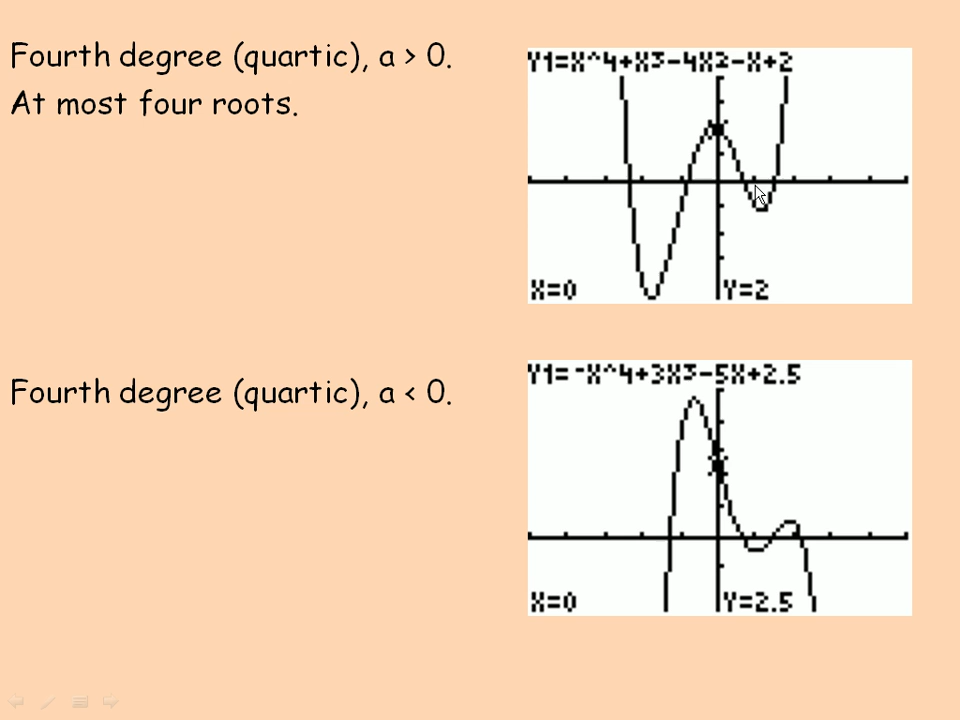 Fourth degree (quartic), a > 0.
At most four roots.
Y1=X^4+X3-4X2-X+2
X=0 Y=2
Fourth degree (quartic), a < 0.
Y1=-X^4+3X3-5X+2.5
X=0 Y=2.5